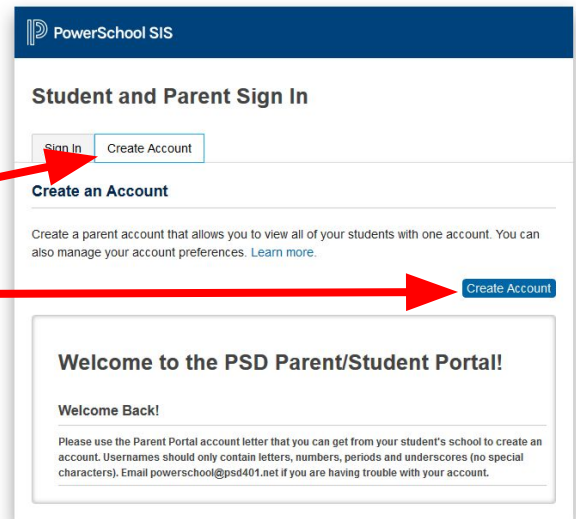 PowerSchool SIS
Student and Parent Sign In
Sign In Create Account
Create an Account
Create a parent account that allows you to view all of your students with one account. You can
also manage your account preferences. Learn more.
Create Account
Welcome to the PSD Parent/Student Portal!
Welcome Back!
Please use the Parent Portal account letter that you can get from your student's school to create an
account. Usernames should only contain letters, numbers, periods and underscores (no special
characters). Email powerschool@psd401.net if you are having trouble with your account.